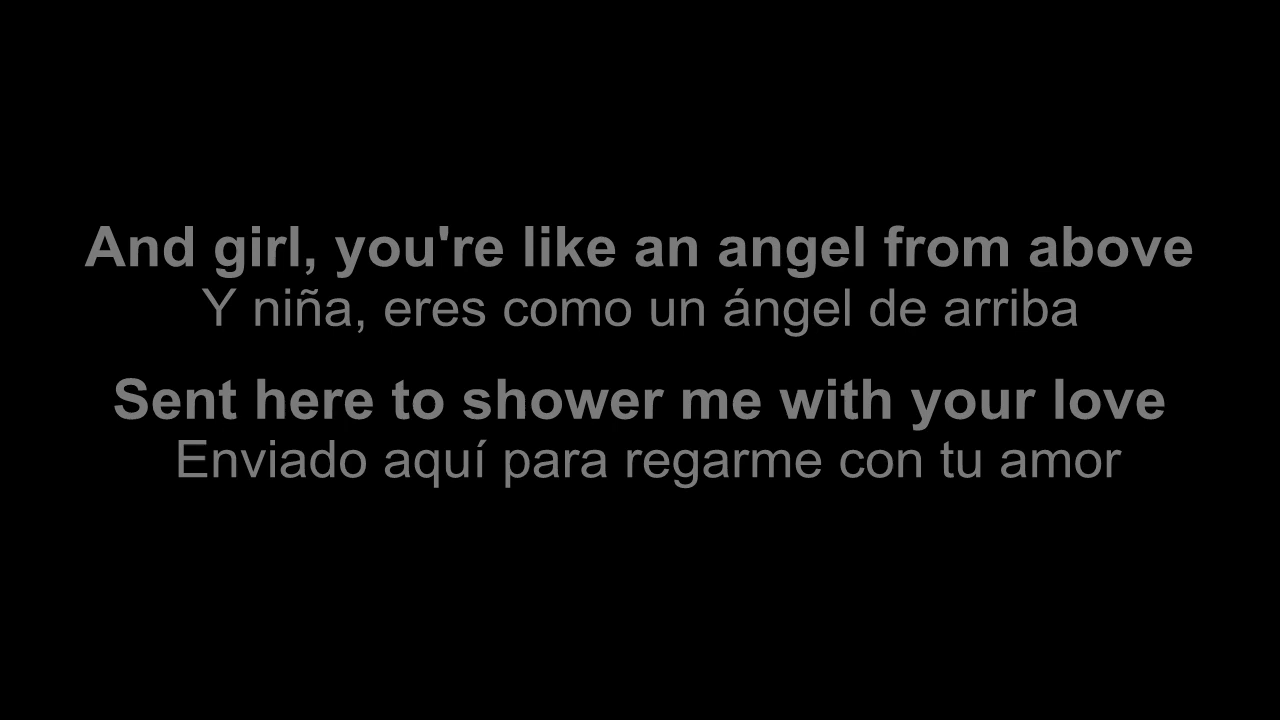 And girl, you're like an angel from above
Y niña, eres como un ángel de arriba
Sent here to shower me with your love
Enviado aquí para regarme con tu amor